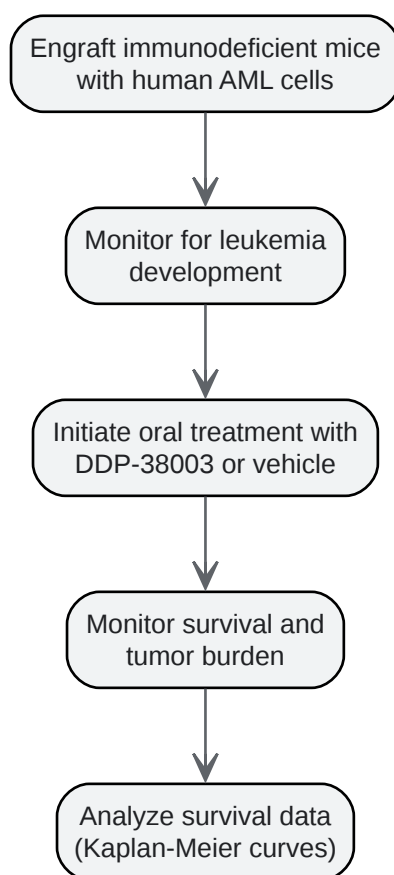 Engraft immunodeficient mice
with human AML cells
Monitor for leukemia
development
Initiate oral treatment with
DDP-38003 or vehicle
Monitor survival and
tumor burden
Analyze survival data
(Kaplan-Meier curves)